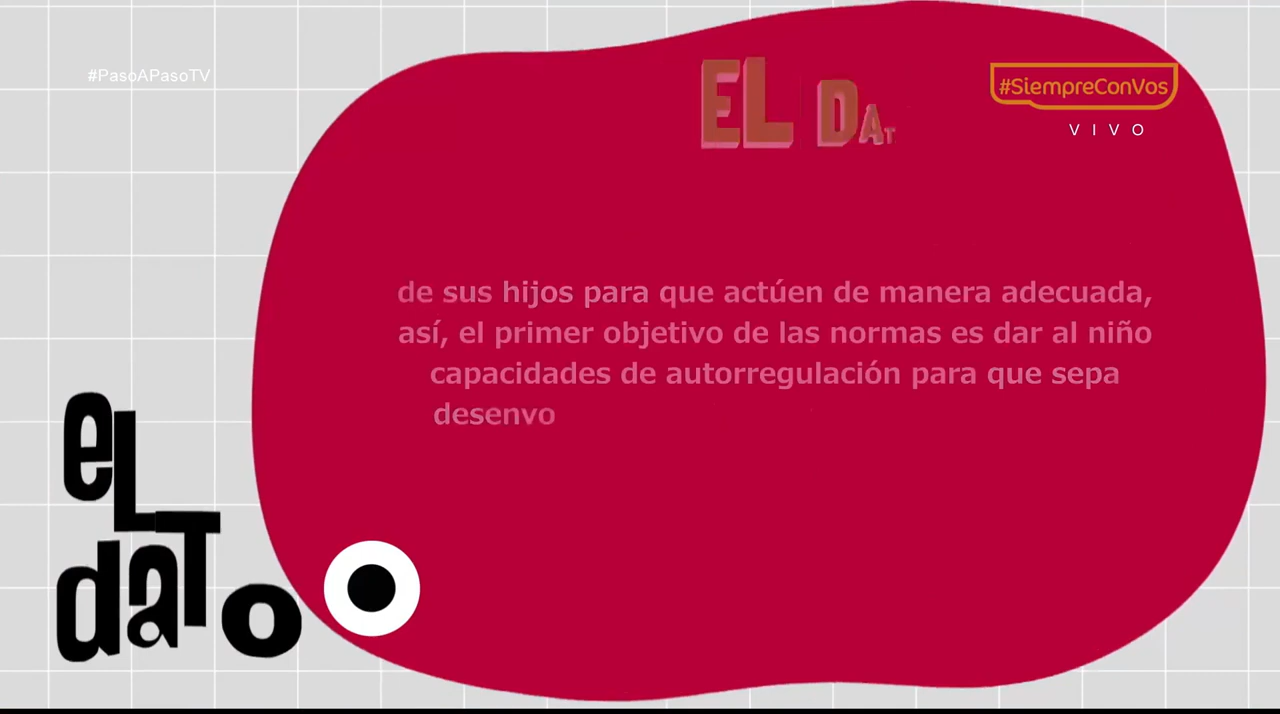 #PasoAPasoTV
EL DAT
#SiempreConVos
VIVO
de sus hijos para que actúen de manera adecuada,
así, el primer objetivo de las normas es dar al niño
capacidades de autorregulación para que sepa
desenvo
eL
daTo